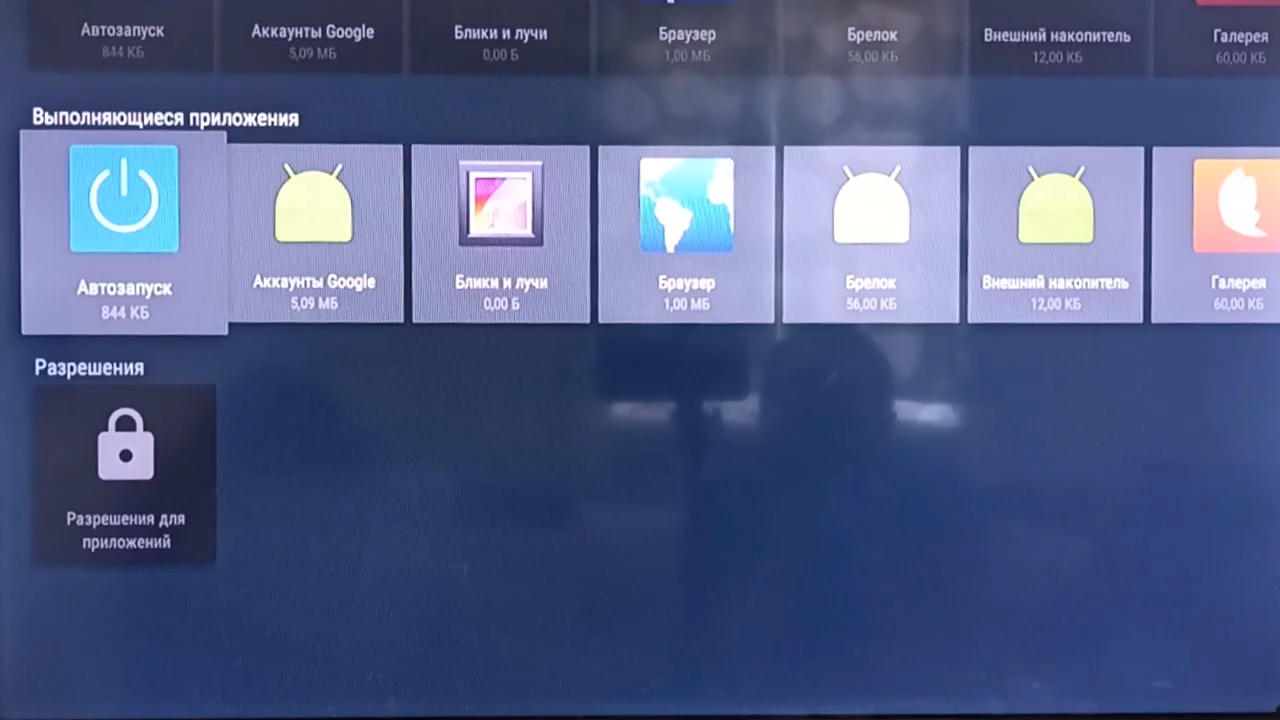 Автозапуск
844 КБ
Аккаунты Google
5,09 МБ
Блики и лучи
0,00 Б
Браузер
1,00 МБ
Брелок
56,00 КБ
Внешний накопитель
12,00 КБ
Галерея
60,00 КБ
Выполняющиеся приложения
Автозапуск
844 КБ
Аккаунты Google
5,09 МБ
Блики и лучи
0,00 Б
Браузер
1,00 МБ
Брелок
56,00 КБ
Внешний накопитель
12,00 КБ
Галерея
60,00 КБ
Разрешения
Разрешения для
приложений